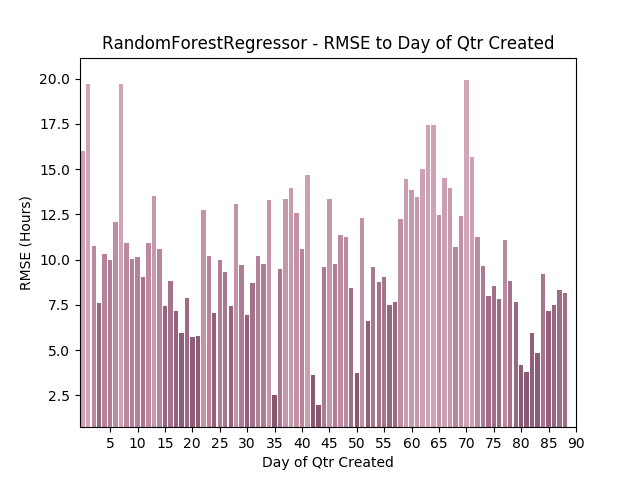 RandomForestRegressor - RMSE to Day of Qtr Created
20.0
17.5
15.0
12.5
10.0
7.5
5.0
2.5
RMSE (Hours)
5 10 15 20 25 30 35 40 45 50 55 60 65 70 75 80 85 90
Day of Qtr Created